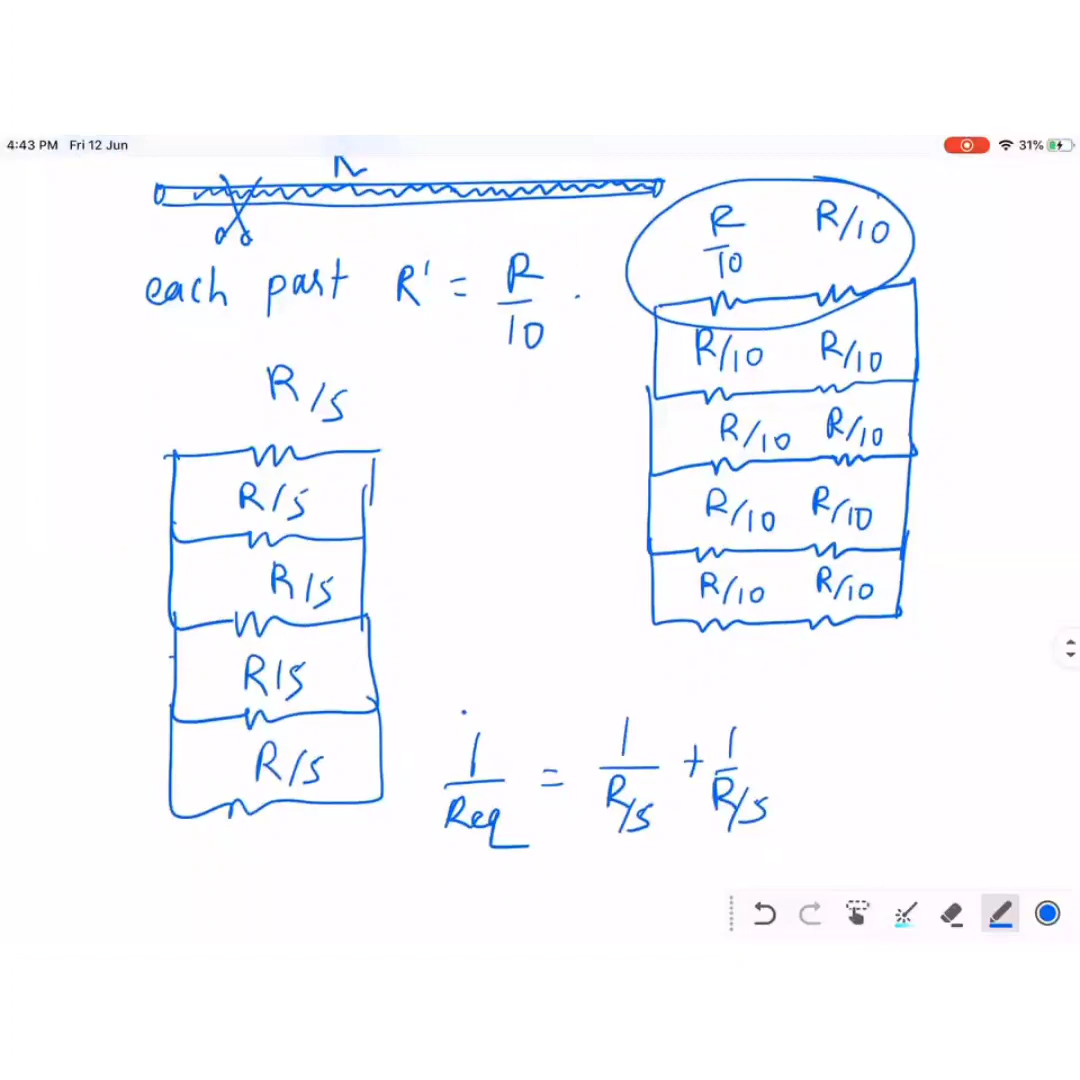 4:43 PM Fri 12 Jun
31%
R/10
R/10
each part R' = R/10 .
R/10 R/10
R/5
R/10 R/10
R/5
R/10 R/10
R/5
R/10 R/10
R/5
R/5
1/Req = 1/R/5 + 1/R/5